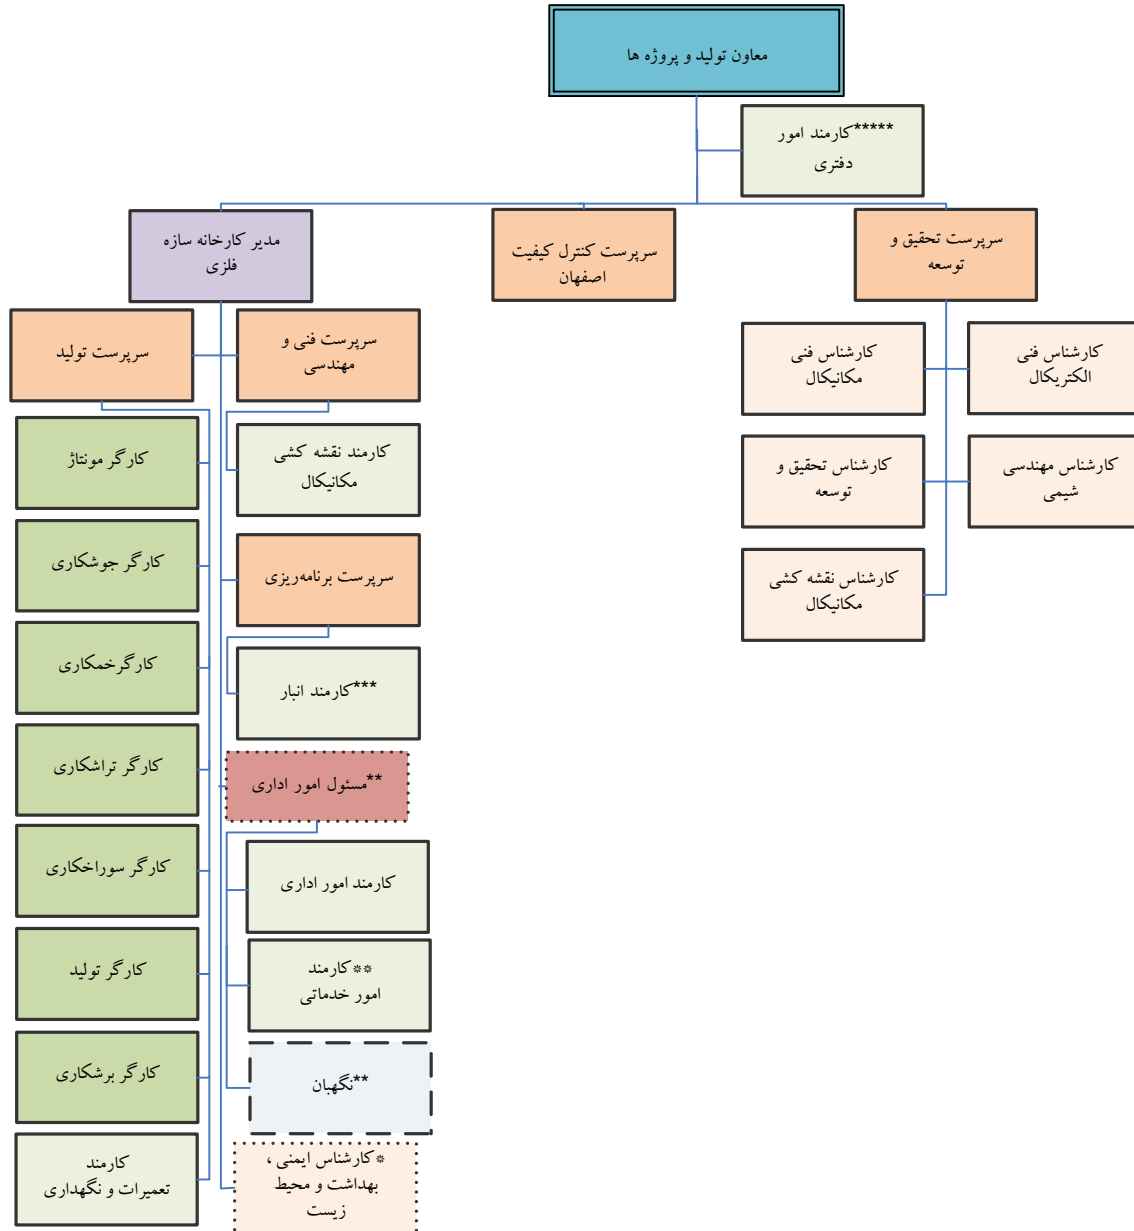 معاون تولید و پروژه ها
*****کارمند امور
دفتری
سرپرست تحقیق و
توسعه
سرپرست کنترل کیفیت
اصفهان
مدیر کارخانه سازه
فلزی
کارشناس فنی
الکتریکال
کارشناس فنی
مکانیکال
کارشناس مهندسی
شیمی
کارشناس تحقیق و
توسعه
کارشناس نقشه کشی
مکانیکال
سرپرست فنی و
مهندسی
کارمند نقشه کشی
مکانیکال
سرپرست برنامه‌ریزی
***کارمند انبار
**مسئول امور اداری
کارمند امور اداری
**کارمند
امور خدماتی
**نگهبان
*کارشناس ایمنی ،
بهداشت و محیط
زیست
سرپرست تولید
کارگر مونتاژ
کارگر جوشکاری
کارگرخمکاری
کارگر تراشکاری
کارگر سوراخکاری
کارگر تولید
کارگر برشکاری
کارمند
تعمیرات و نگهداری